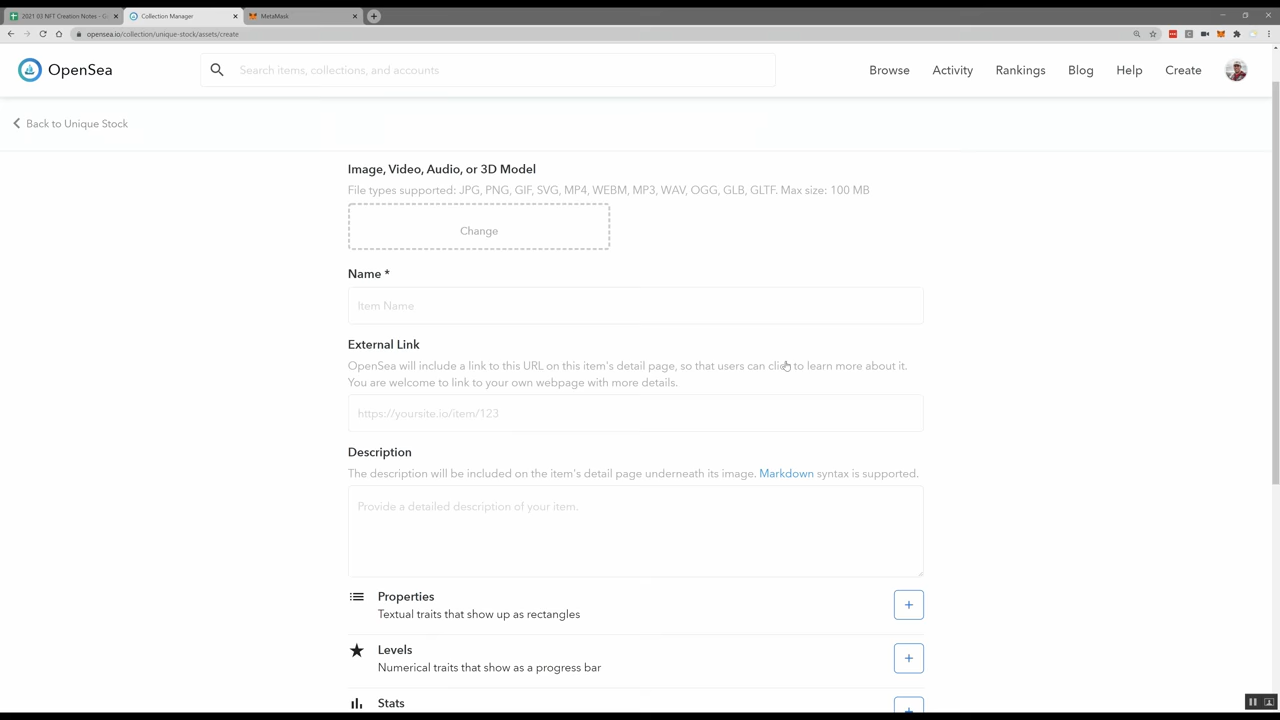 2021 03 NFT Creation Notes - G
Collection Manager
MetaMask
opensea.io/collection/unique-stock/assets/create
OpenSea
Search items, collections, and accounts
Browse
Activity
Rankings
Blog
Help
Create
Back to Unique Stock
Image, Video, Audio, or 3D Model
File types supported: JPG, PNG, GIF, SVG, MP4, WEBM, MP3, WAV, OGG, GLB, GLTF. Max size: 100 MB
Change
Name *
Item Name
External Link
OpenSea will include a link to this URL on this item's detail page, so that users can click to learn more about it.
You are welcome to link to your own webpage with more details.
https://yoursite.io/item/123
Description
The description will be included on the item's detail page underneath its image. Markdown syntax is supported.
Provide a detailed description of your item.
Properties
Textual traits that show up as rectangles
Levels
Numerical traits that show as a progress bar
Stats